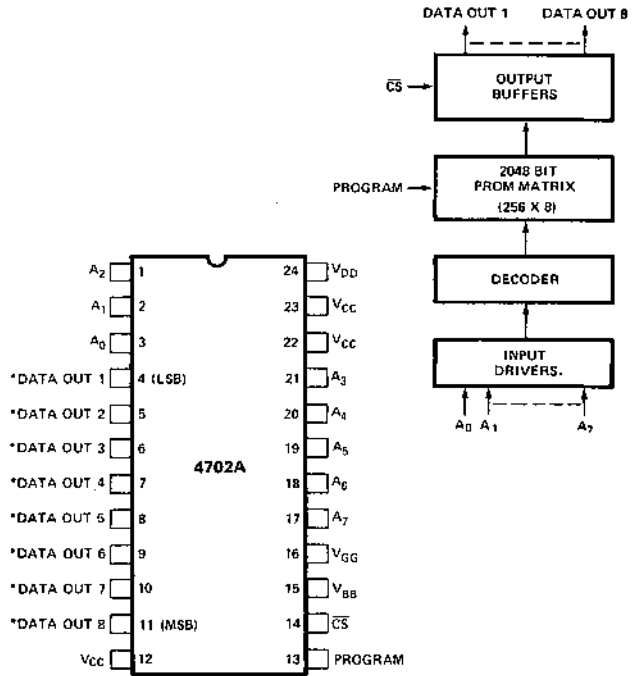 DATA OUT 1 DATA OUT 8
CS
OUTPUT
BUFFERS
PROGRAM
2048 BIT
PROM MATRIX
(256 X 8)
DECODER
INPUT
DRIVERS.
A0 A1 A7
A2 1 24 VDD
A1 2 23 VCC
A0 3 22 VCC
*DATA OUT 1 4 (LSB) 21 A3
*DATA OUT 2 5 20 A4
*DATA OUT 3 6 19 A5
4702A
*DATA OUT 4 7 18 A6
*DATA OUT 5 8 17 A7
*DATA OUT 6 9 16 VGG
*DATA OUT 7 10 15 VBB
*DATA OUT 8 11 (MSB) 14 CS
VCC 12 13 PROGRAM